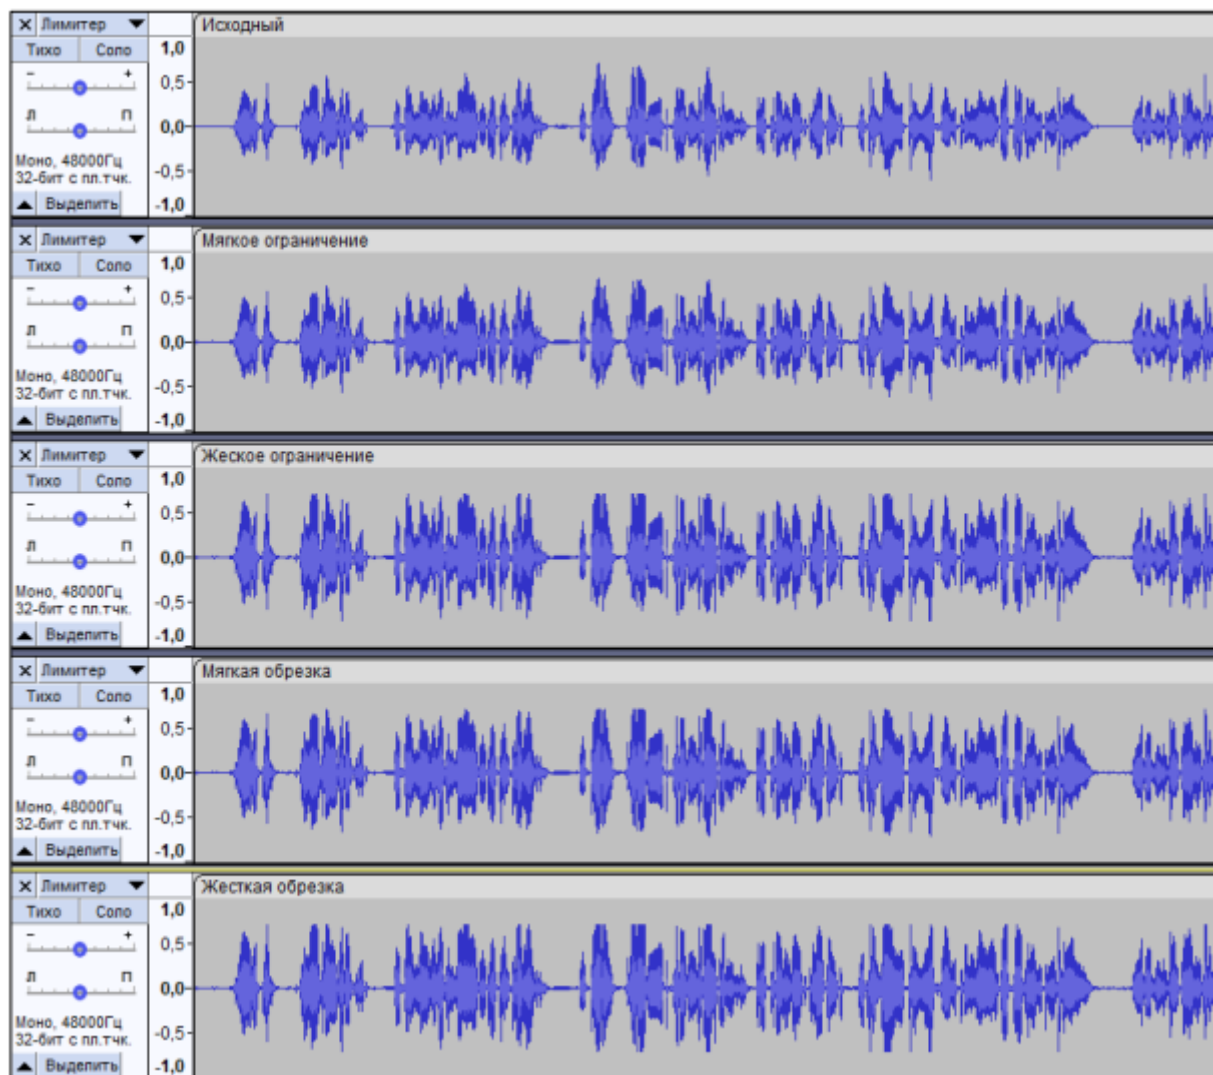 Лимитер Исходный
Тихо Соло 1,0
- + 0,5
Л П 0,0
Моно, 48000Гц
32-бит с пл.тчк. -0,5
Выделить -1,0
Лимитер Мягкое ограничение
Тихо Соло 1,0
- + 0,5
Л П 0,0
Моно, 48000Гц
32-бит с пл.тчк. -0,5
Выделить -1,0
Лимитер Жеское ограничение
Тихо Соло 1,0
- + 0,5
Л П 0,0
Моно, 48000Гц
32-бит с пл.тчк. -0,5
Выделить -1,0
Лимитер Мягкая обрезка
Тихо Соло 1,0
- + 0,5
Л П 0,0
Моно, 48000Гц
32-бит с пл.тчк. -0,5
Выделить -1,0
Лимитер Жесткая обрезка
Тихо Соло 1,0
- + 0,5
Л П 0,0
Моно, 48000Гц
32-бит с пл.тчк. -0,5
Выделить -1,0